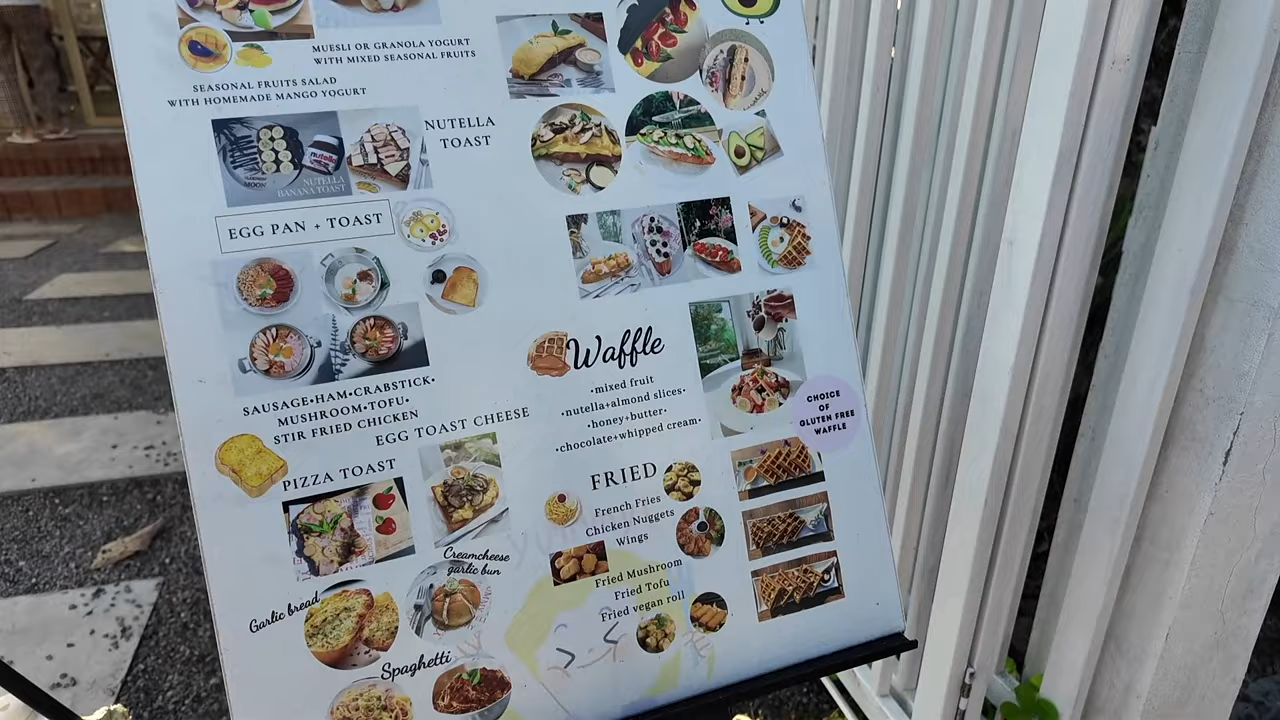 MUESLI OR GRANOLA YOGURT
WITH MIXED SEASONAL FRUITS
SEASONAL FRUITS SALAD
WITH HOMEMADE MANGO YOGURT
NUTELLA
TOAST
nutella
NUTELLA
BANANA TOAST
EGG PAN + TOAST
SAUSAGE•HAM•CRABSTICK•
MUSHROOM•TOFU•
STIR FRIED CHICKEN
EGG TOAST CHEESE
PIZZA TOAST
Creamcheese
garlic bun
Garlic bread
Spaghetti
Waffle
•mixed fruit
•nutella+almond slices•
•honey+butter•
•chocolate+whipped cream•
CHOICE
OF
GLUTEN FREE
WAFFLE
FRIED
French Fries
Chicken Nuggets
Wings
Fried Mushroom
Fried Tofu
Fried vegan roll